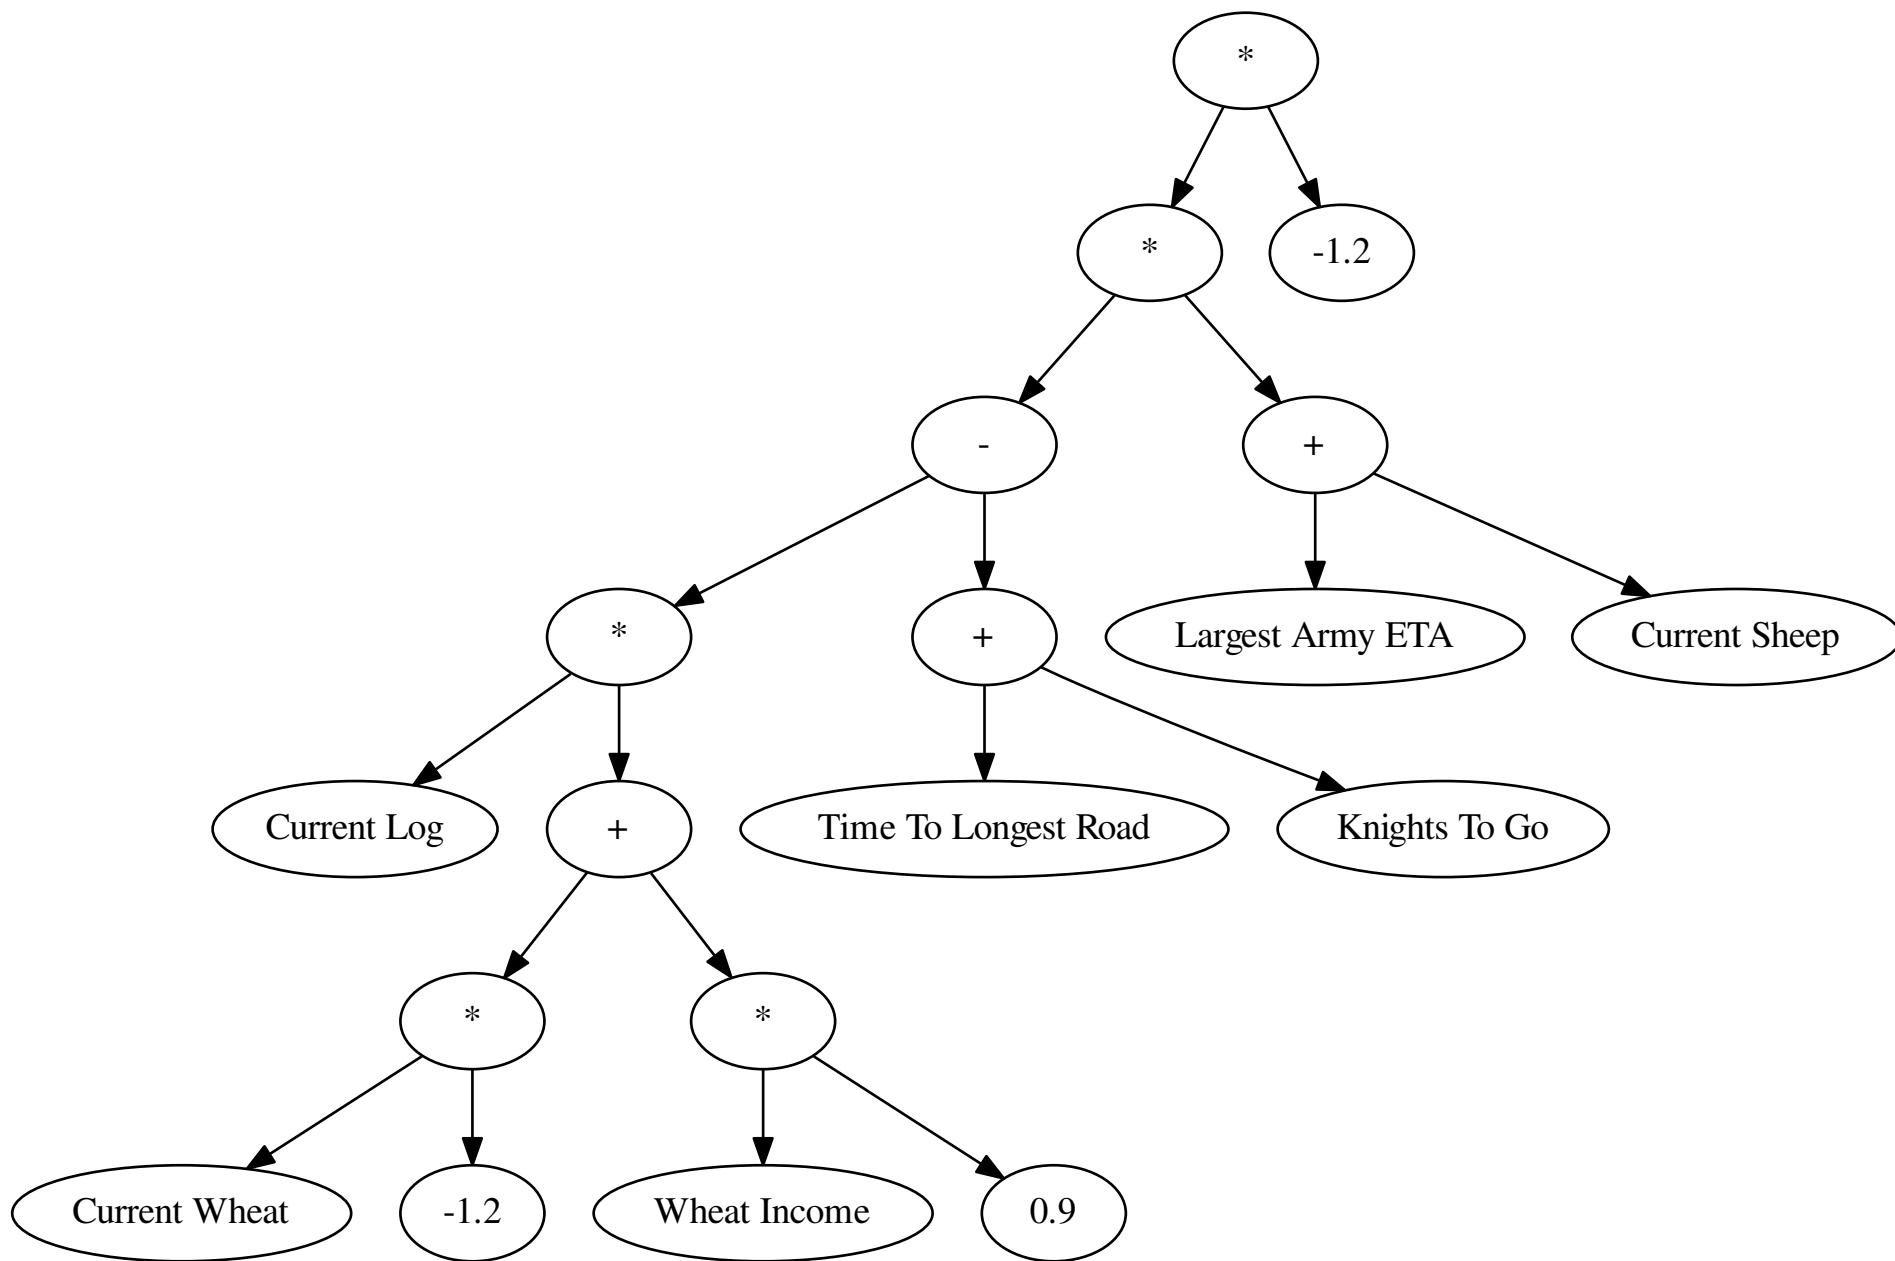 *
*
-1.2
-
+
*
+
Largest Army ETA
Current Sheep
Current Log
+
Time To Longest Road
Knights To Go
*
*
Current Wheat
-1.2
Wheat Income
0.9